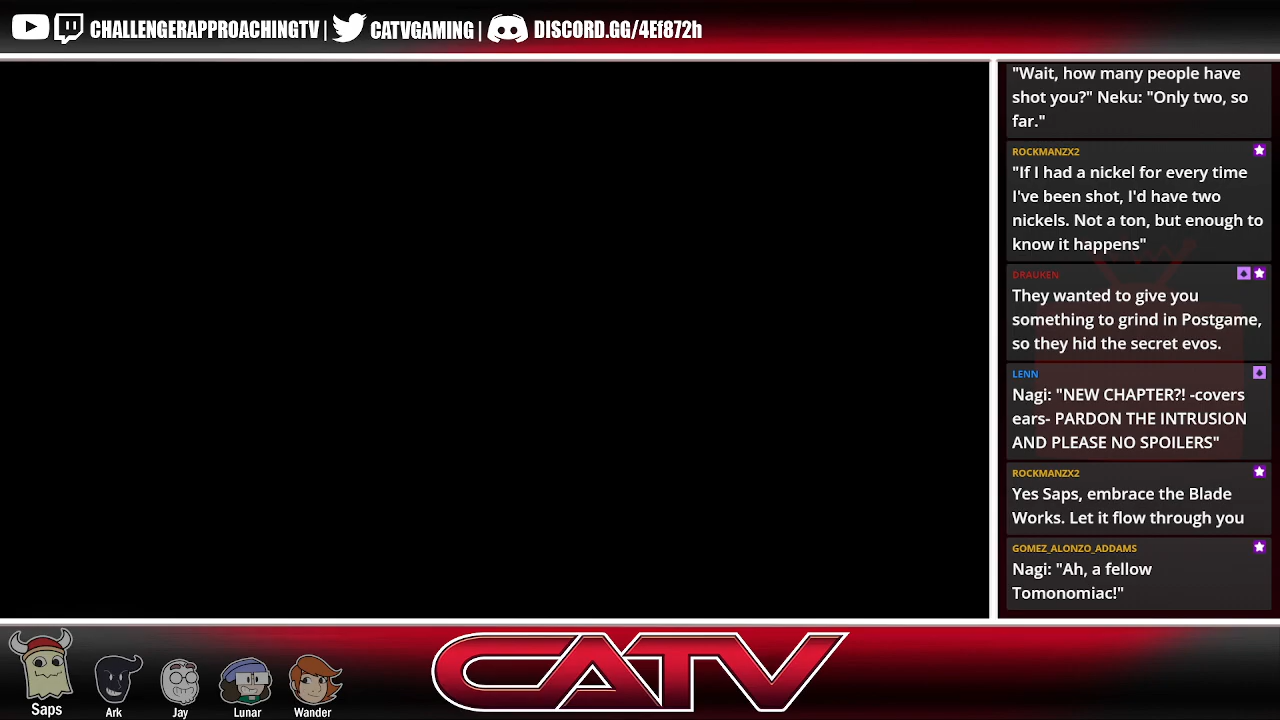 CHALLENGERAPPROACHINGTV | CATVGAMING | DISCORD.GG/4Ef872h
"Wait, how many people have
shot you?" Neku: "Only two, so
far."
ROCKMANZX2
"If I had a nickel for every time
I've been shot, I'd have two
nickels. Not a ton, but enough to
know it happens"
DRAUKEN
They wanted to give you
something to grind in Postgame,
so they hid the secret evos.
LENN
Nagi: "NEW CHAPTER?! -covers
ears- PARDON THE INTRUSION
AND PLEASE NO SPOILERS"
ROCKMANZX2
Yes Saps, embrace the Blade
Works. Let it flow through you
GOMEZ_ALONZO_ADDAMS
Nagi: "Ah, a fellow
Tomonomiac!"
Saps
Ark
Jay
Lunar
Wander
CATV